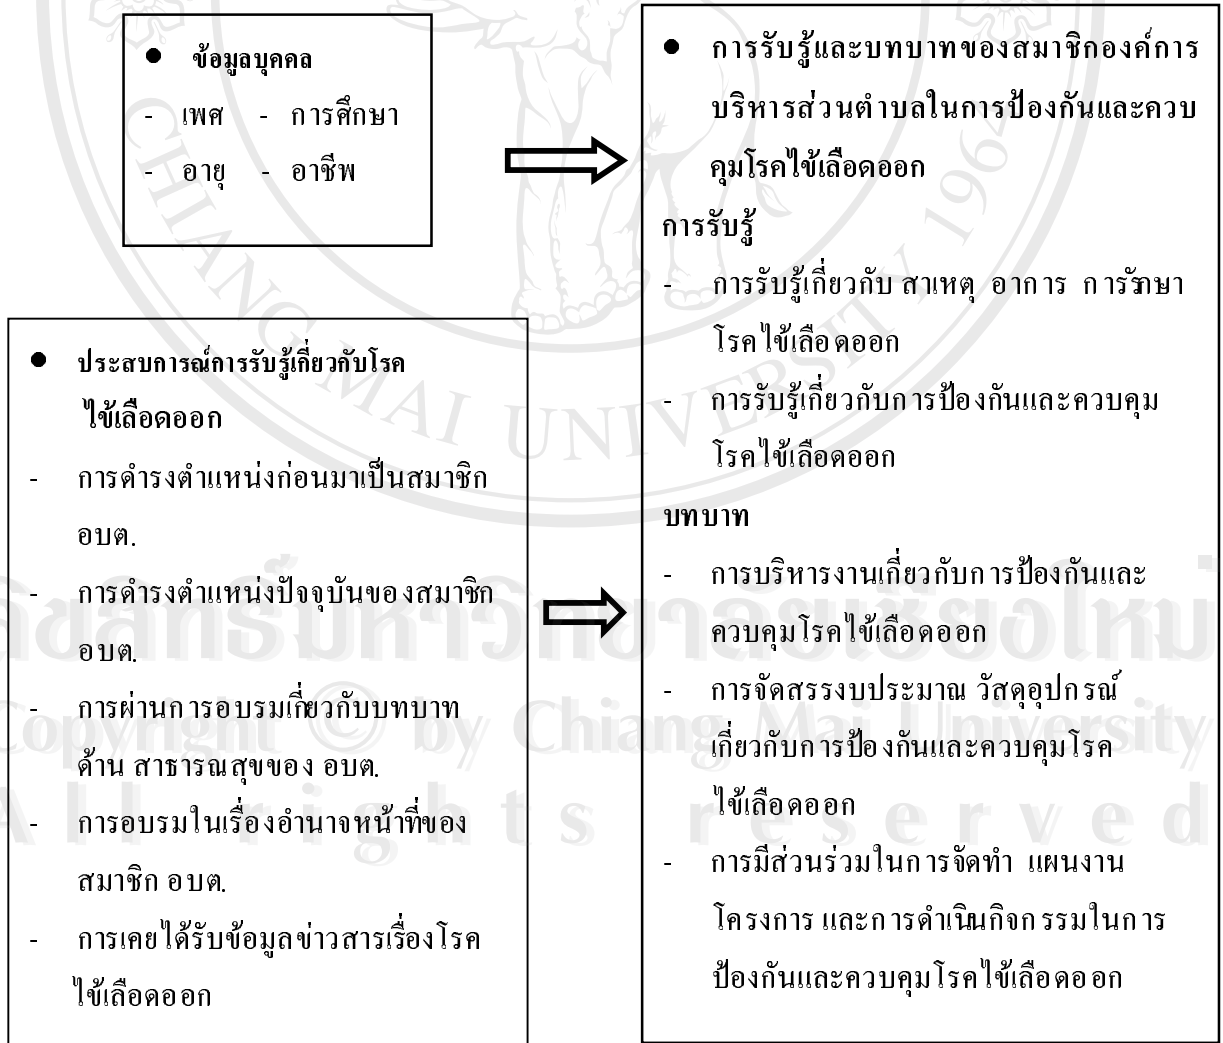 ● ข้อมูลบุคคล
- เพศ - การศึกษา
- อายุ - อาชีพ
● ประสบการณ์การรับรู้เกี่ยวกับโรค
ไข้เลือดออก
- การดำรงตำแหน่งก่อนมาเป็นสมาชิก
อบต.
- การดำรงตำแหน่งปัจจุบันของสมาชิก
อบต.
- การผ่านการอบรมเกี่ยวกับบทบาท
ด้าน สาธารณสุขของ อบต.
- การอบรมในเรื่องอำนาจหน้าที่ของ
สมาชิก อบต.
- การเคยได้รับข้อมูลข่าวสารเรื่องโรค
ไข้เลือดออก
● การรับรู้และบทบาทของสมาชิกองค์การ
บริหารส่วนตำบลในการป้องกันและควบ
คุมโรคไข้เลือดออก
การรับรู้
- การรับรู้เกี่ยวกับ สาเหตุ อาการ การรักษา
โรคไข้เลือดออก
- การรับรู้เกี่ยวกับการป้องกันและควบคุม
โรคไข้เลือดออก
บทบาท
- การบริหารงานเกี่ยวกับการป้องกันและ
ควบคุมโรคไข้เลือดออก
- การจัดสรรงบประมาณ วัสดุอุปกรณ์
เกี่ยวกับการป้องกันและควบคุมโรค
ไข้เลือดออก
- การมีส่วนร่วมในการจัดทำ แผนงาน
โครงการ และการดำเนินกิจกรรมในการ
ป้องกันและควบคุมโรคไข้เลือดออก
CHIANG MAI UNIVERSITY 1964
ลิขสิทธิ์มหาวิทยาลัยเชียงใหม่
Copyright © by Chiang Mai University
All rights reserved